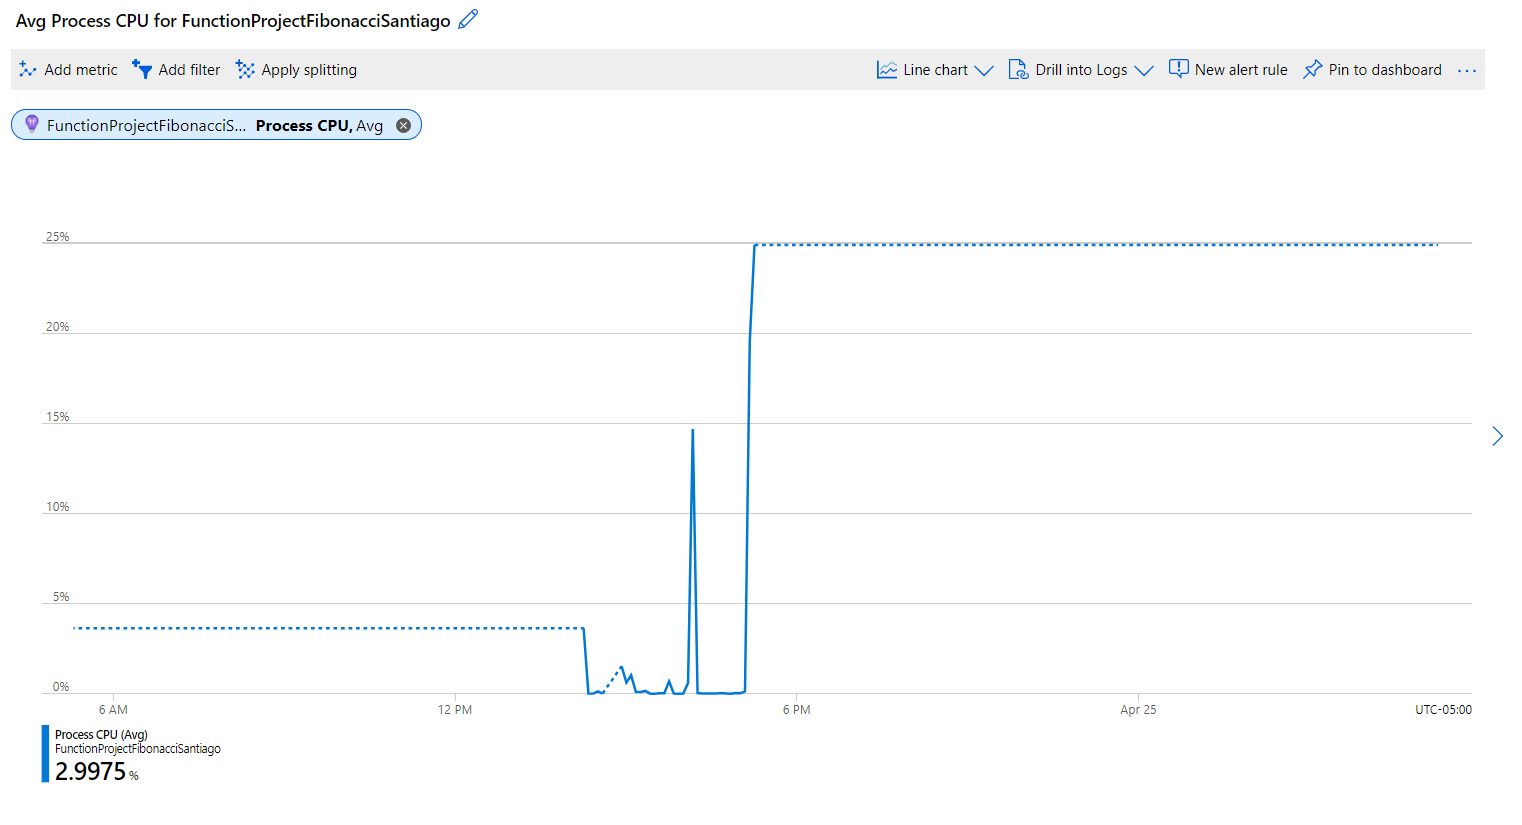 Avg Process CPU for FunctionProjectFibonacciSantiago
Add metric Add filter Apply splitting Line chart Drill into Logs New alert rule Pin to dashboard ...
FunctionProjectFibonacciS... Process CPU, Avg
25%
20%
15%
10%
5%
0%
6 AM 12 PM 6 PM Apr 25 UTC-05:00
Process CPU (Avg)
FunctionProjectFibonacciSantiago
2.9975 %